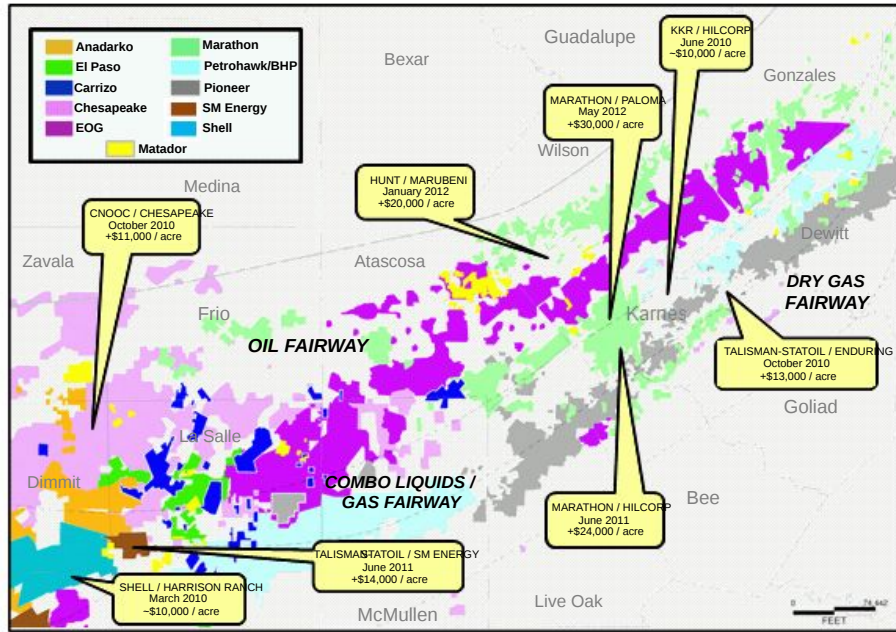 Anadarko
El Paso
Carrizo
Chesapeake
EOG
Marathon
Petrohawk/BHP
Pioneer
SM Energy
Shell
Matador
Bexar
Guadalupe
KKR / HILCORP
June 2010
~$10,000 / acre
Gonzales
MARATHON / PALOMA
May 2012
+$30,000 / acre
Wilson
HUNT / MARUBENI
January 2012
+$20,000 / acre
Medina
CNOOC / CHESAPEAKE
October 2010
+$11,000 / acre
Zavala
Atascosa
Dewitt
DRY GAS
FAIRWAY
Frio
Karnes
OIL FAIRWAY
TALISMAN-STATOIL / ENDURING
October 2010
+$13,000 / acre
Goliad
La Salle
Dimmit
COMBO LIQUIDS /
GAS FAIRWAY
MARATHON / HILCORP
June 2011
+$24,000 / acre
Bee
TALISMAN-STATOIL / SM ENERGY
June 2011
+$14,000 / acre
SHELL / HARRISON RANCH
March 2010
~$10,000 / acre
McMullen
Live Oak
0
FEET